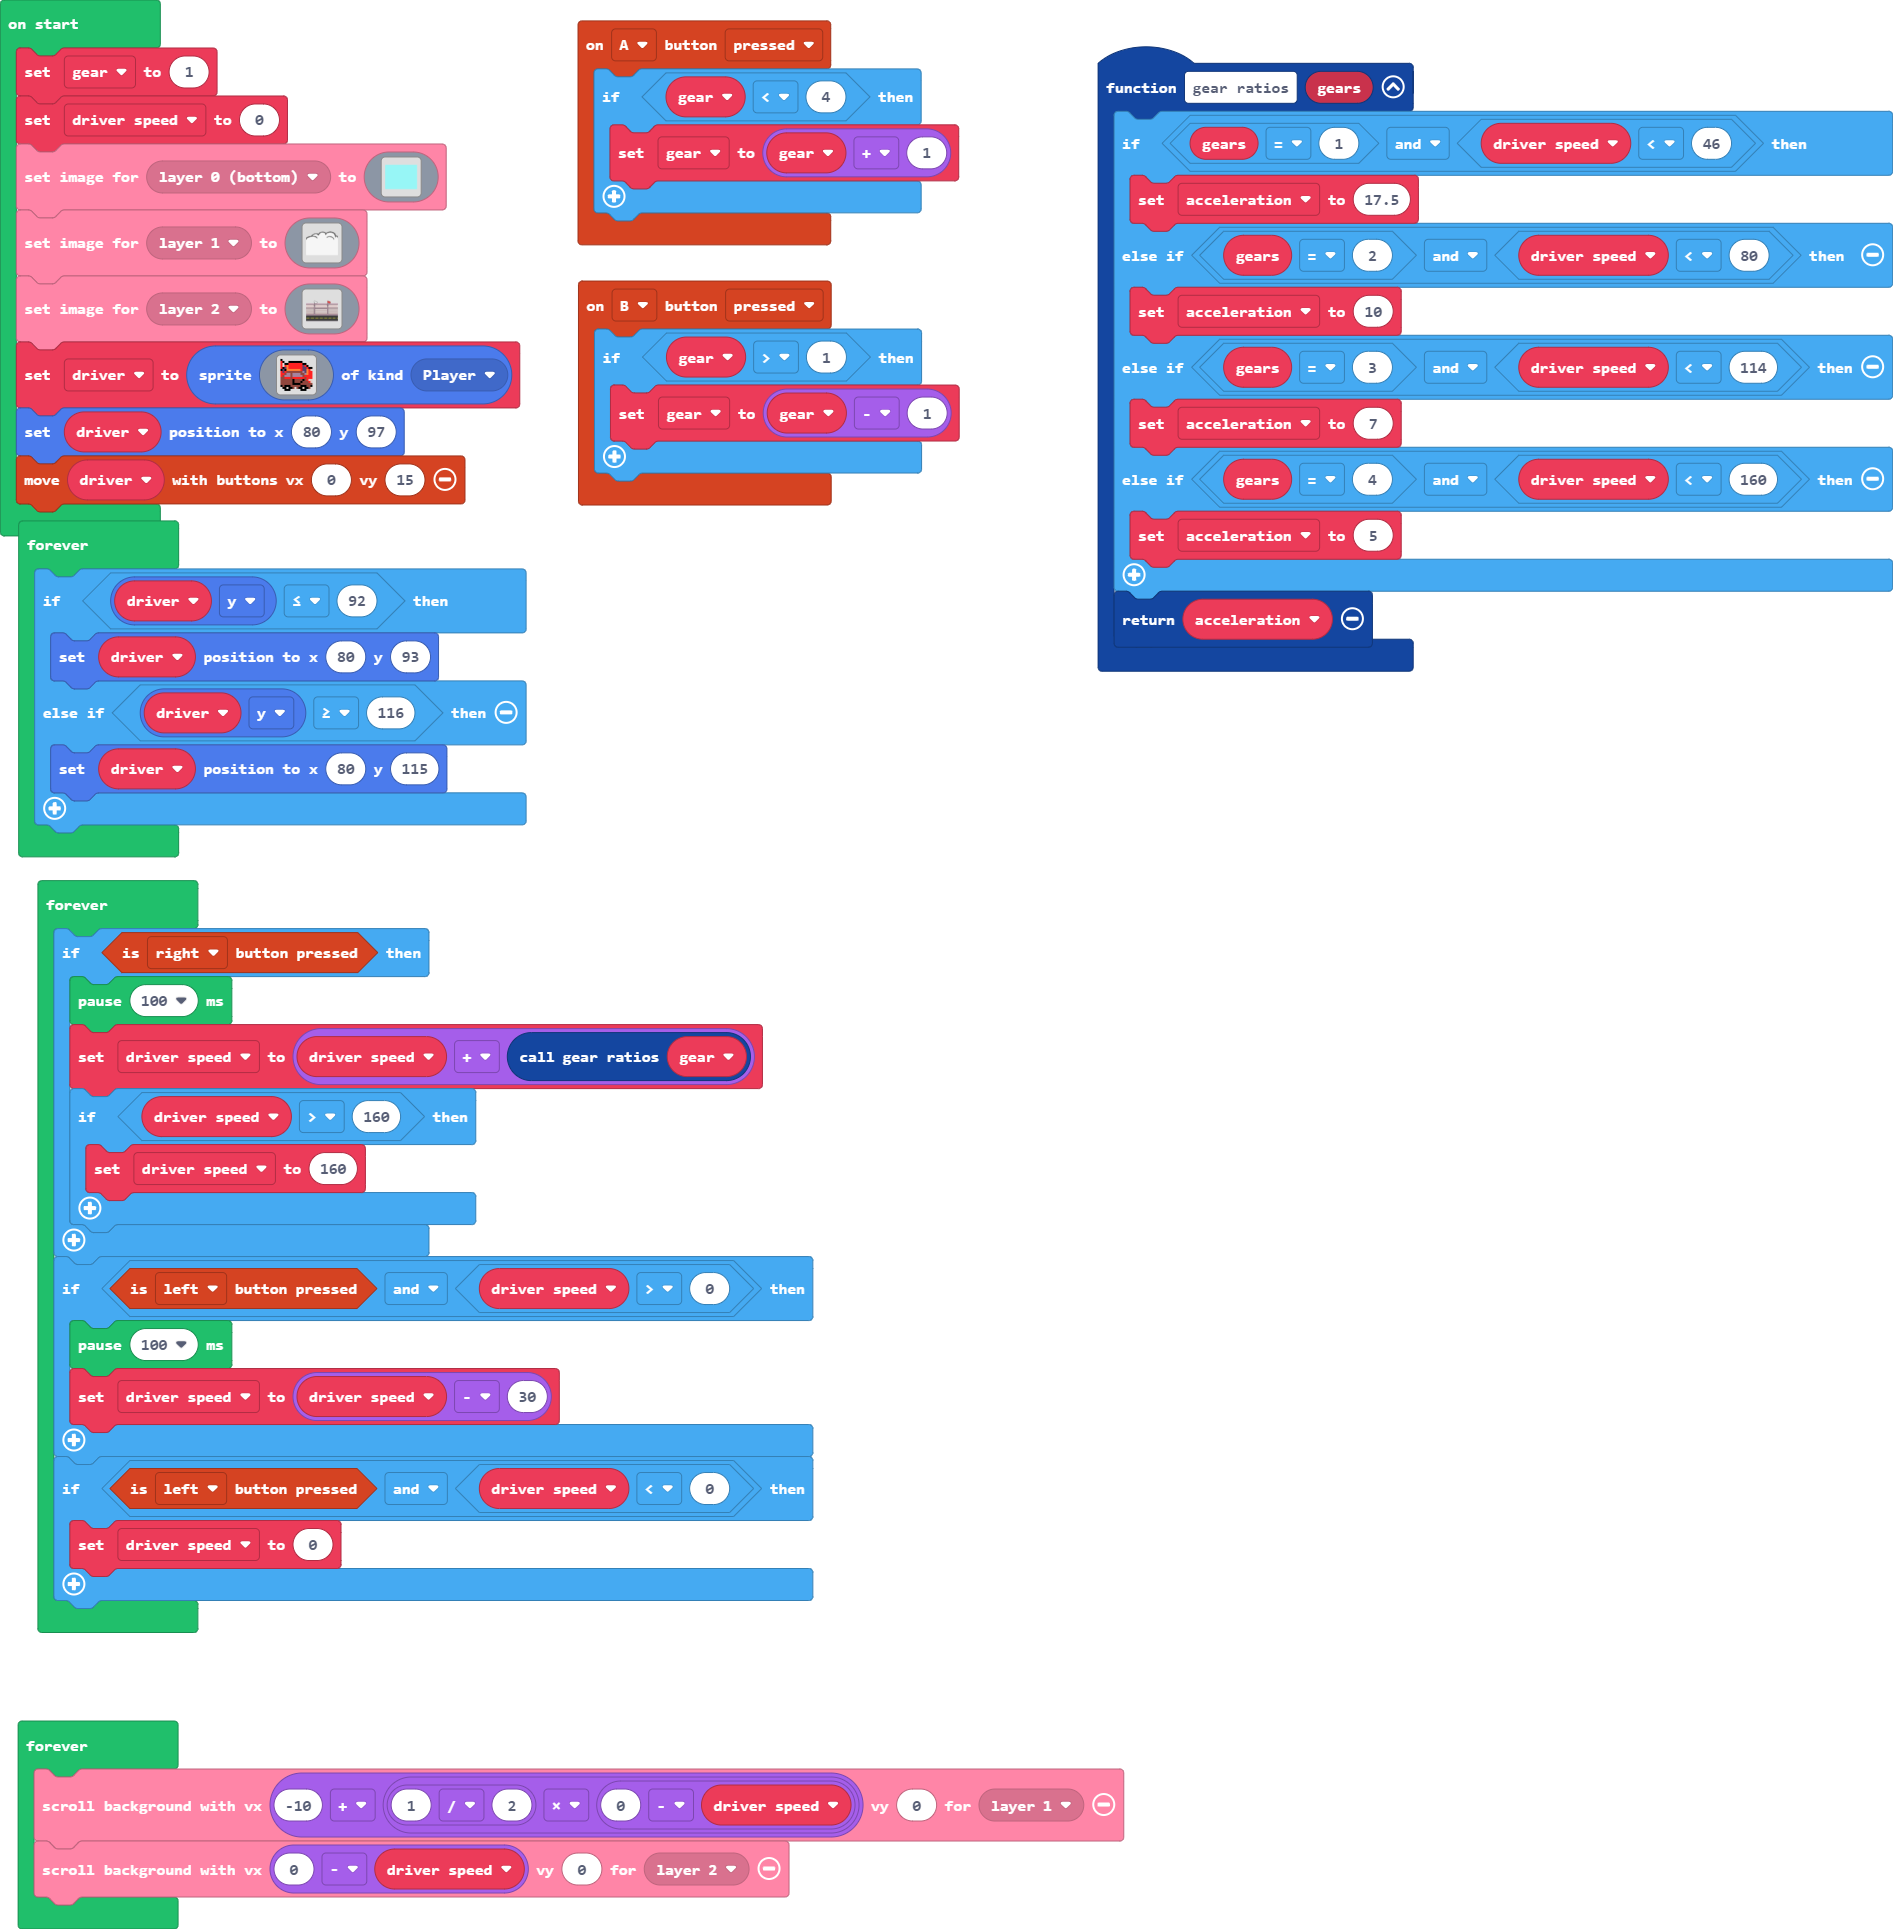 on start
set gear to 1
set driver speed to 0
set image for layer 0 (bottom) to
set image for layer 1 to
set image for layer 2 to
set driver to sprite of kind Player
set driver position to x 80 y 97
move driver with buttons vx 0 vy 15
forever
if driver y ≤ 92 then
set driver position to x 80 y 93
else if driver y ≥ 116 then
set driver position to x 80 y 115
forever
if is right button pressed then
pause 100 ms
set driver speed to driver speed + call gear ratios gear
if driver speed > 160 then
set driver speed to 160
if is left button pressed and driver speed > 0 then
pause 100 ms
set driver speed to driver speed - 30
if is left button pressed and driver speed < 0 then
set driver speed to 0
forever
scroll background with vx -10 + 1 / 2 × 0 - driver speed vy 0 for layer 1
scroll background with vx 0 - driver speed vy 0 for layer 2
on A button pressed
if gear < 4 then
set gear to gear + 1
on B button pressed
if gear > 1 then
set gear to gear - 1
function gear ratios gears
if gears = 1 and driver speed < 46 then
set acceleration to 17.5
else if gears = 2 and driver speed < 80 then
set acceleration to 10
else if gears = 3 and driver speed < 114 then
set acceleration to 7
else if gears = 4 and driver speed < 160 then
set acceleration to 5
return acceleration